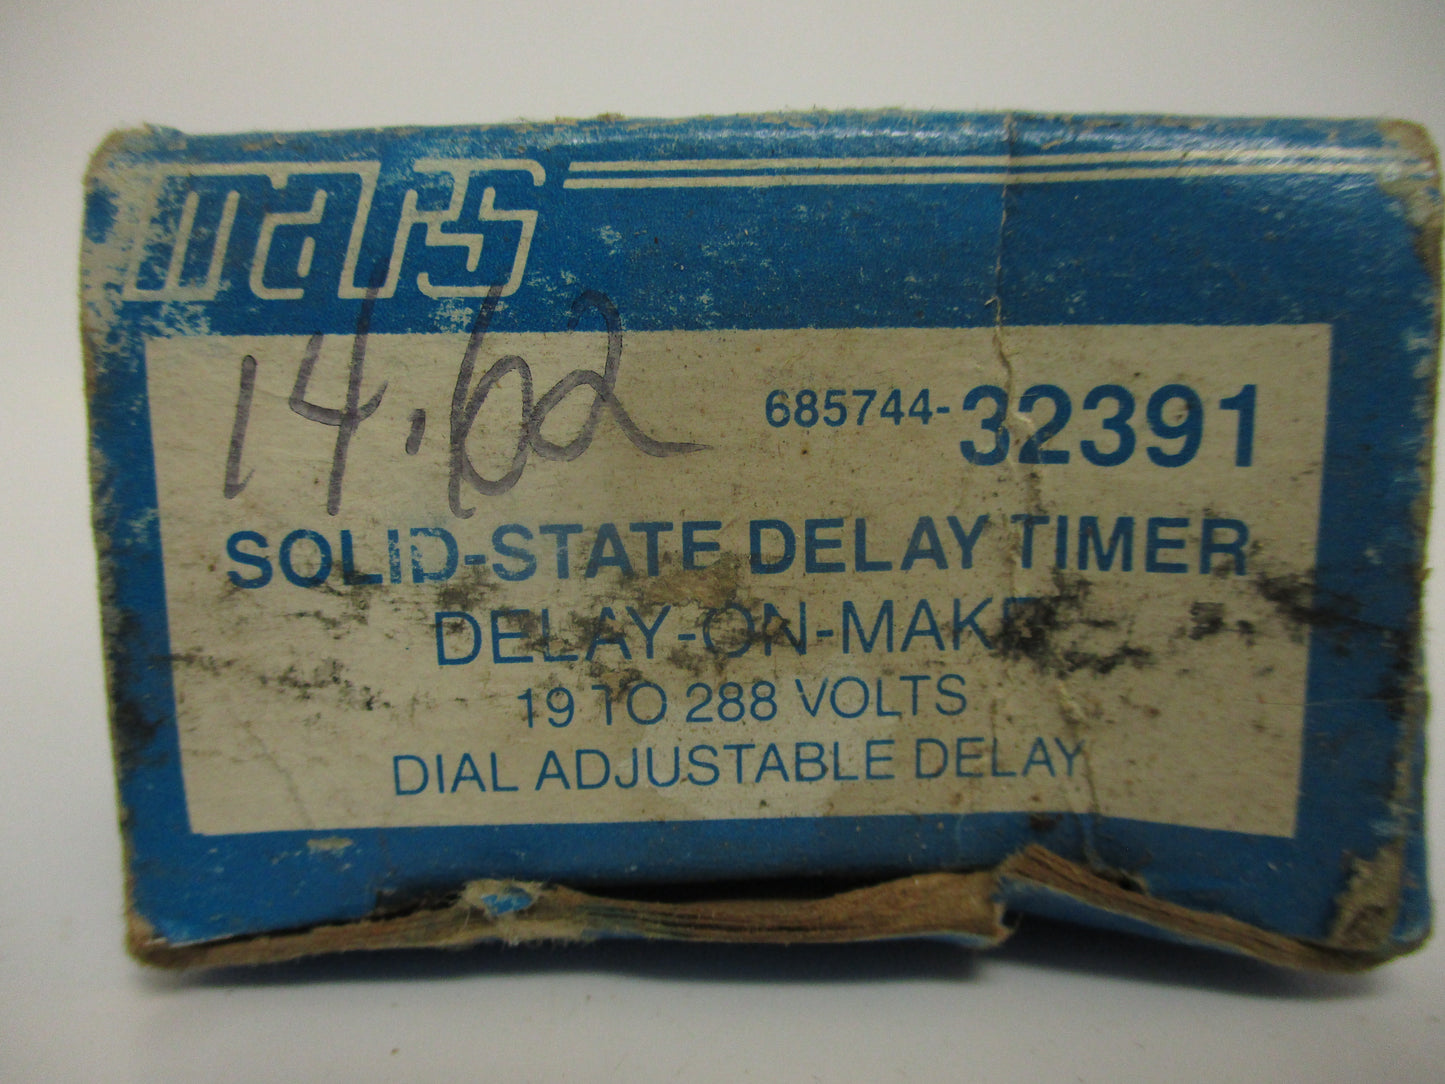 mars
14.62
685744-32391
SOLID-STATE DELAY TIMER
DELAY-ON-MAKE
19 TO 288 VOLTS
DIAL ADJUSTABLE DELAY